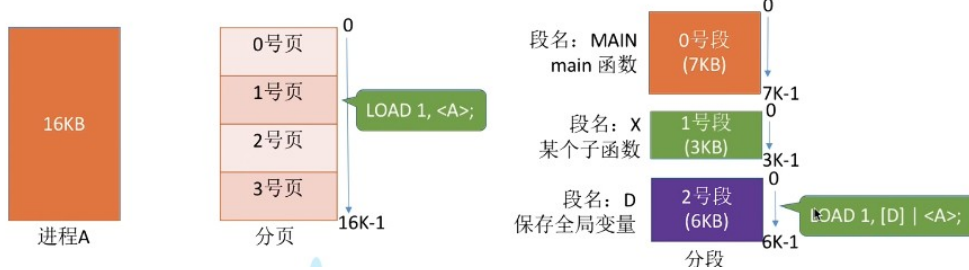 16KB
进程A
0号页
1号页
2号页
3号页
0
16K-1
LOAD 1, <A>;
分页
段名：MAIN
main 函数
0号段
(7KB)
0
7K-1
段名：X
某个子函数
1号段
(3KB)
0
3K-1
段名：D
保存全局变量
2号段
(6KB)
0
6K-1
LOAD 1, [D] | <A>;
分段